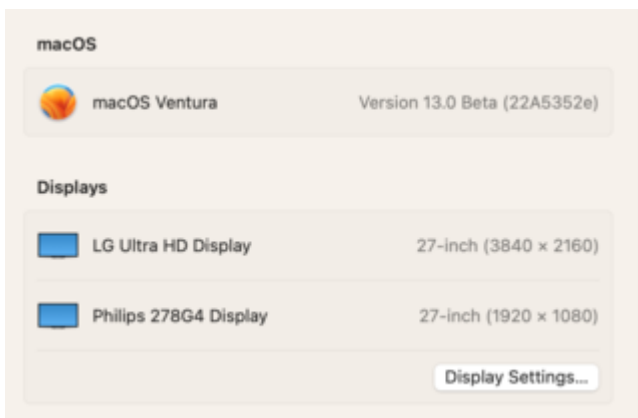 macOS
macOS Ventura Version 13.0 Beta (22A5352e)
Displays
LG Ultra HD Display 27-inch (3840 × 2160)
Philips 278G4 Display 27-inch (1920 × 1080)
Display Settings...